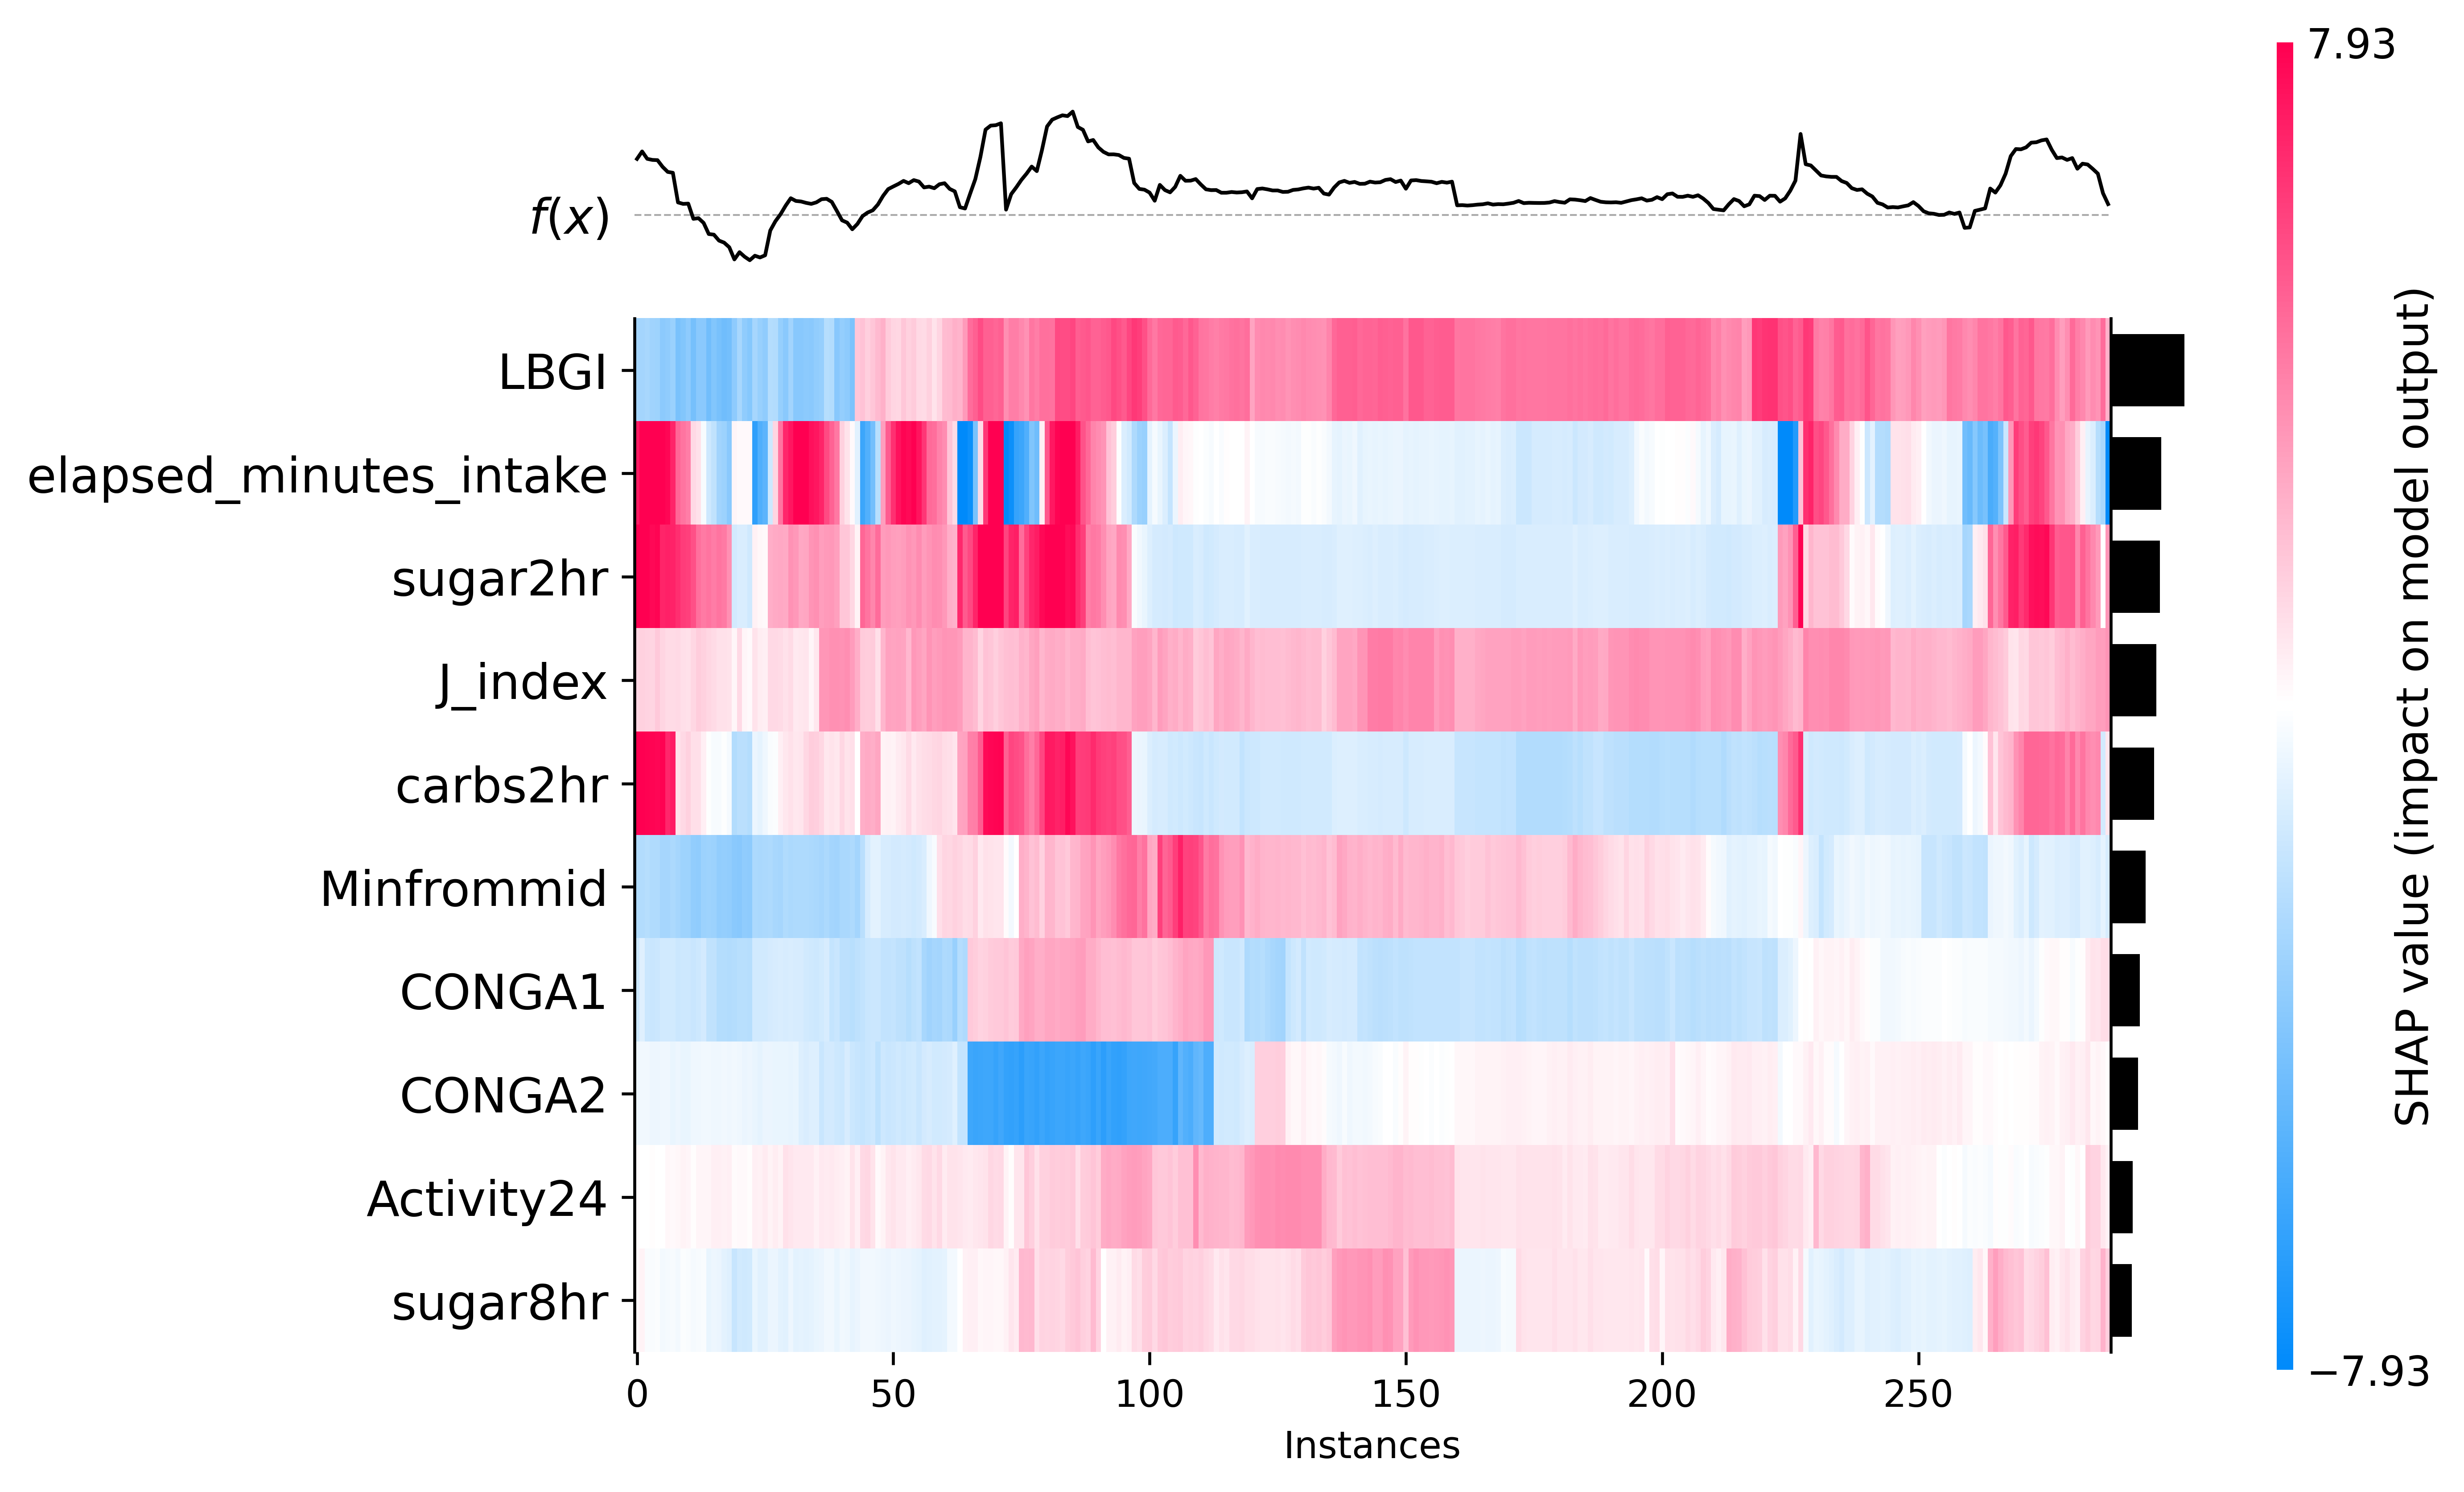 7.93
f(x)
LBGI
elapsed_minutes_intake
sugar2hr
J_index
carbs2hr
Minfrommid
CONGA1
CONGA2
Activity24
sugar8hr
0 50 100 150 200 250
Instances
−7.93
SHAP value (impact on model output)